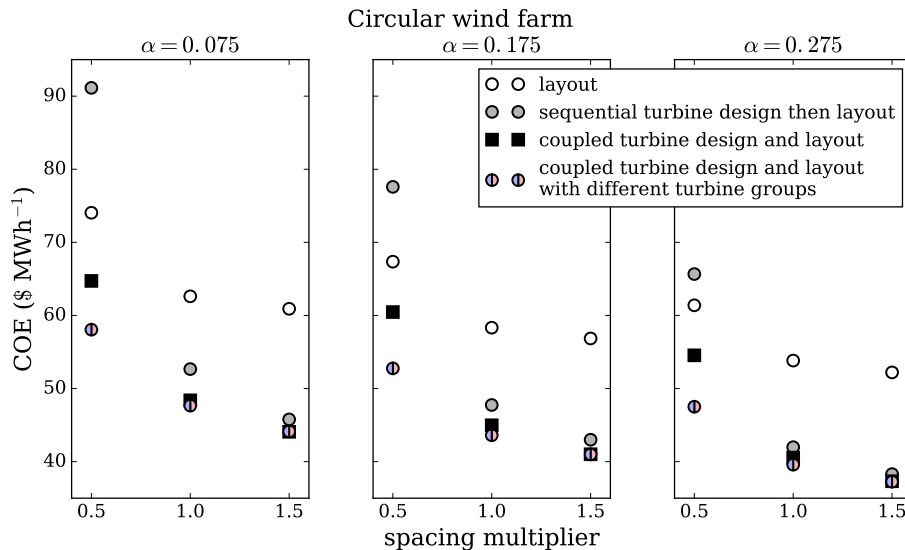 Circular wind farm
α = 0.075
α = 0.175
α = 0.275
layout
sequential turbine design then layout
coupled turbine design and layout
coupled turbine design and layout
with different turbine groups
COE ($ MWh⁻¹)
90
80
70
60
50
40
0.5 1.0 1.5
0.5 1.0 1.5
0.5 1.0 1.5
spacing multiplier